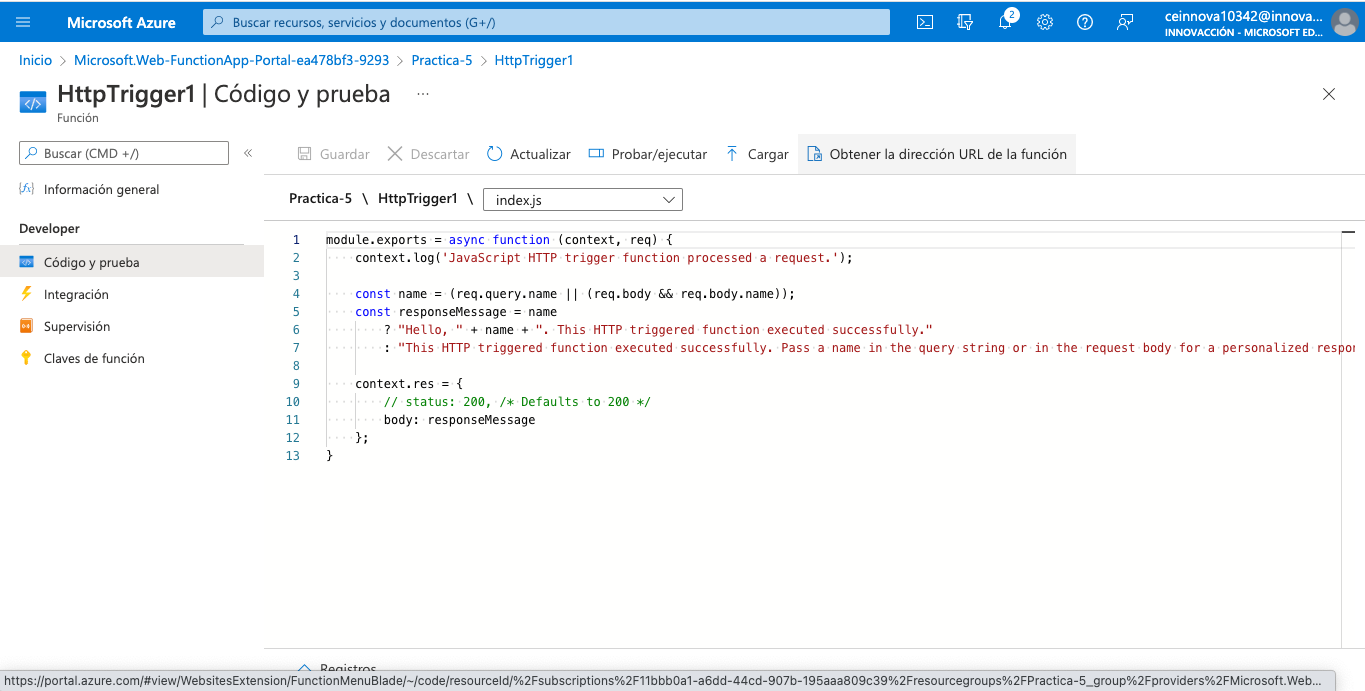 Microsoft Azure
Buscar recursos, servicios y documentos (G+/)
2
ceinnova10342@innova...
INNOVACCIÓN - MICROSOFT ED...
Inicio > Microsoft.Web-FunctionApp-Portal-ea478bf3-9293 > Practica-5 > HttpTrigger1
HttpTrigger1 | Código y prueba ...
Función
Buscar (CMD +/)
«
Guardar
Descartar
Actualizar
Probar/ejecutar
Cargar
Obtener la dirección URL de la función
Información general
Developer
Código y prueba
Integración
Supervisión
Claves de función
Practica-5 \ HttpTrigger1 \ index.js
1 module.exports = async function (context, req) {
2     context.log('JavaScript HTTP trigger function processed a request.');
3
4     const name = (req.query.name || (req.body && req.body.name));
5     const responseMessage = name
6         ? "Hello, " + name + ". This HTTP triggered function executed successfully."
7         : "This HTTP triggered function executed successfully. Pass a name in the query string or in the request body for a personalized respon
8
9     context.res = {
10         // status: 200, /* Defaults to 200 */
11         body: responseMessage
12     };
13 }
Registros
https://portal.azure.com/#view/WebsitesExtension/FunctionMenuBlade/~/code/resourceId/%2Fsubscriptions%2F11bbb0a1-a6dd-44cd-907b-195aaa809c39%2Fresourcegroups%2FPractica-5_group%2Fproviders%2FMicrosoft.Web...